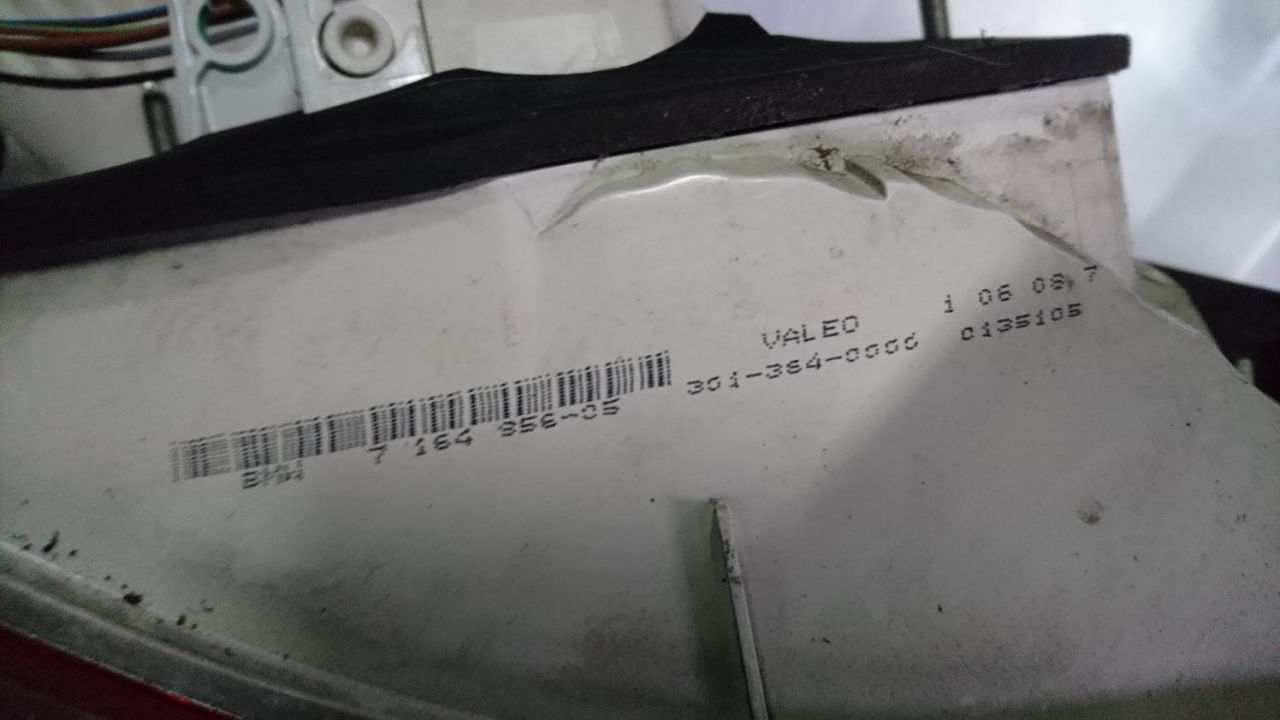 VALEO 1 06 08 7
301-384-0000 0135105
BMW 7 164 956-05